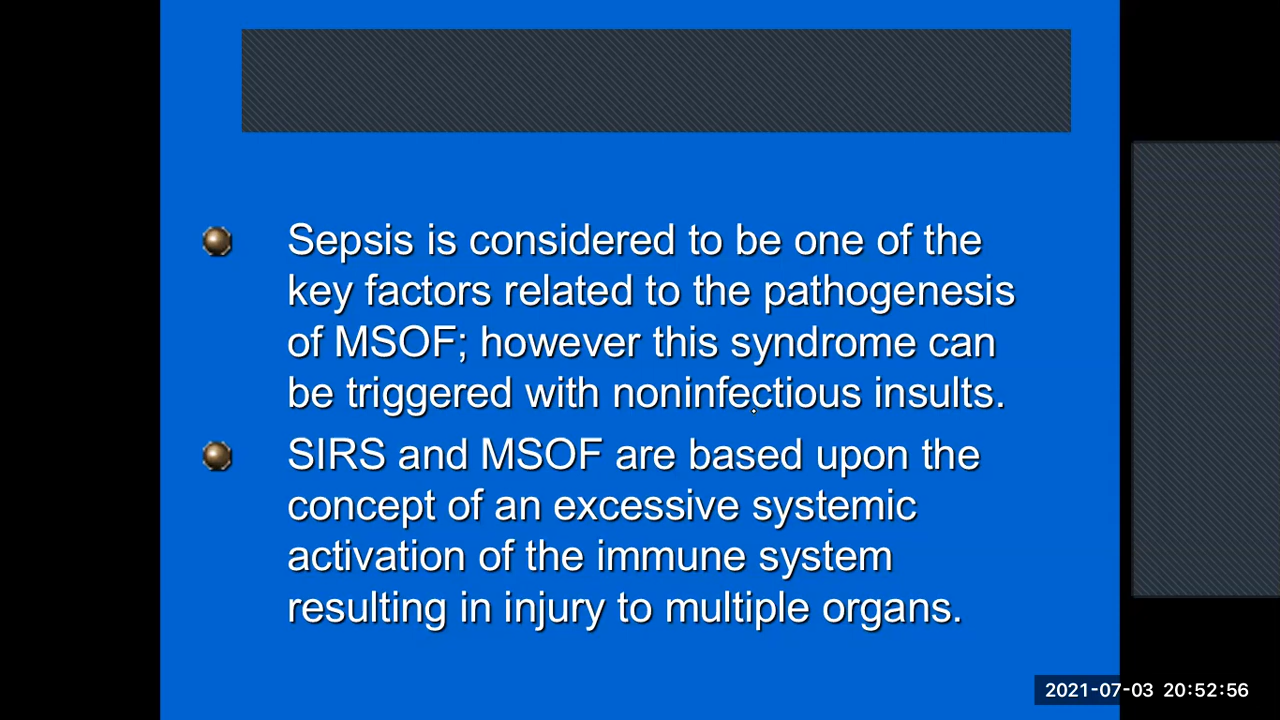 Sepsis is considered to be one of the
key factors related to the pathogenesis
of MSOF; however this syndrome can
be triggered with noninfectious insults.
SIRS and MSOF are based upon the
concept of an excessive systemic
activation of the immune system
resulting in injury to multiple organs.
2021-07-03 20:52:56